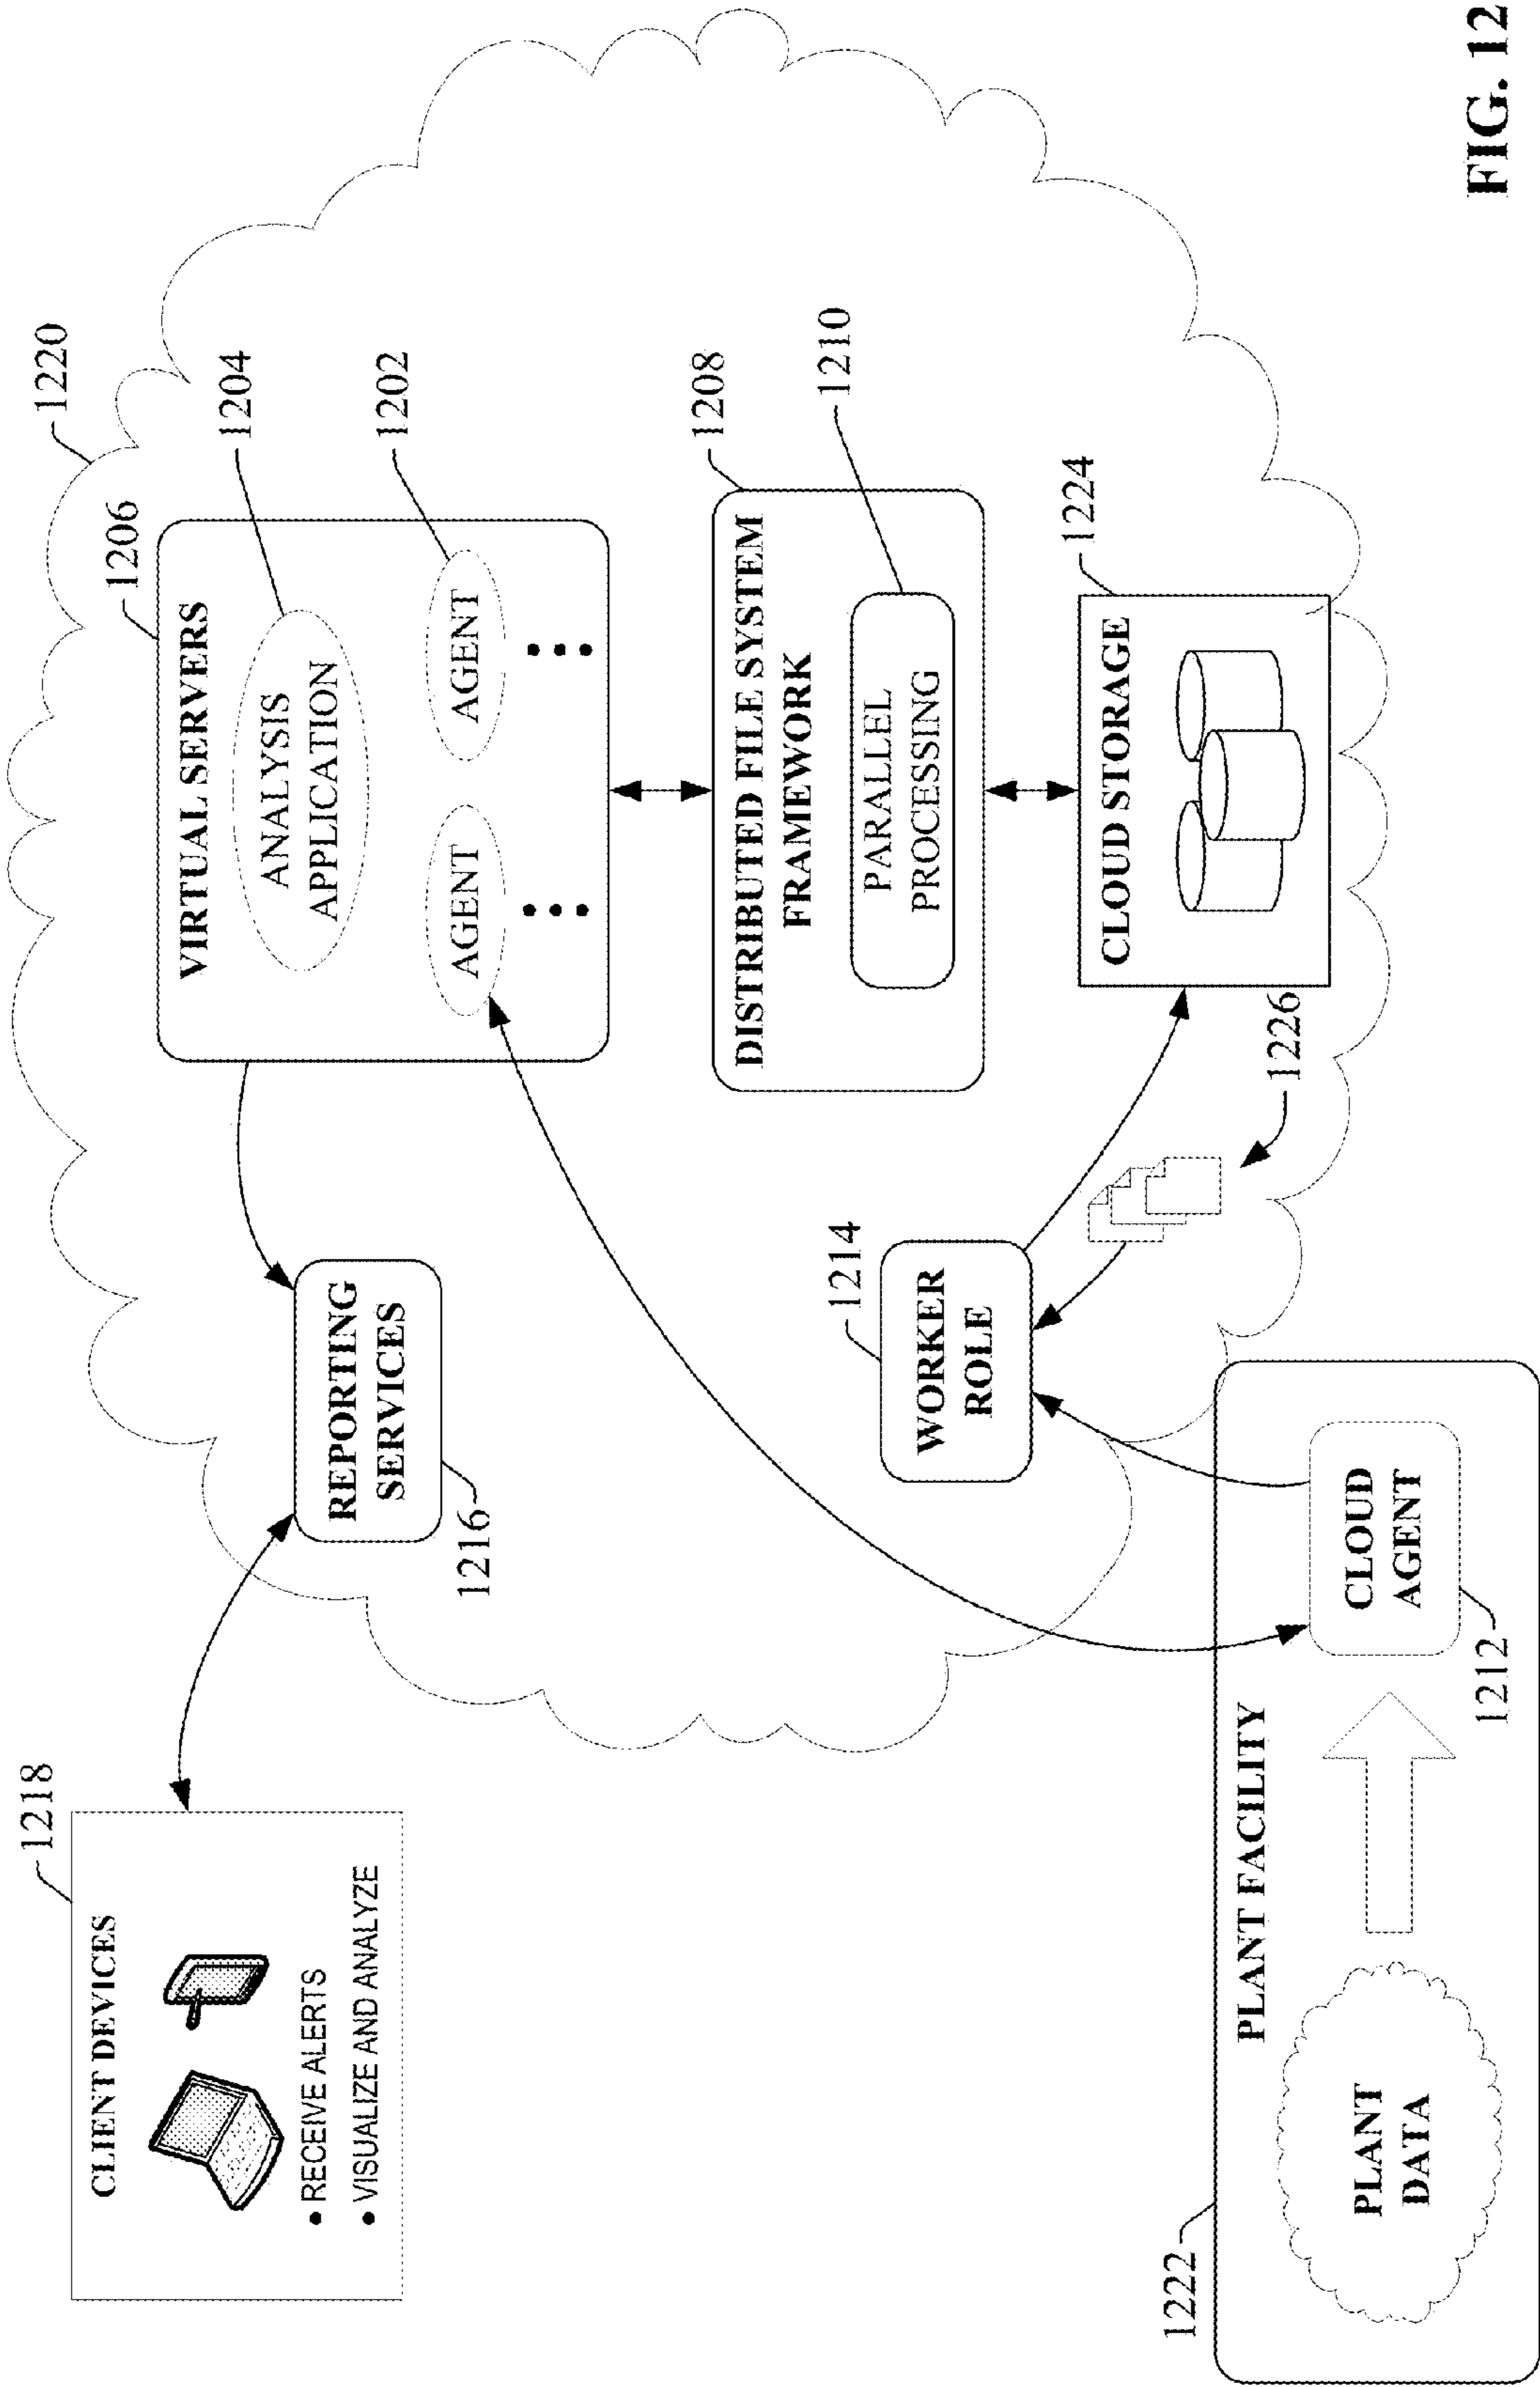 1220
1206
VIRTUAL SERVERS
1204
ANALYSIS
APPLICATION
1202
AGENT
AGENT
1218
CLIENT DEVICES
• RECEIVE ALERTS
• VISUALIZE AND ANALYZE
REPORTING
SERVICES
1216
1208
DISTRIBUTED FILE SYSTEM
FRAMEWORK
1210
PARALLEL
PROCESSING
1214
WORKER
ROLE
1224
CLOUD STORAGE
1226
1222
PLANT FACILITY
PLANT
DATA
CLOUD
AGENT
1212
FIG. 12